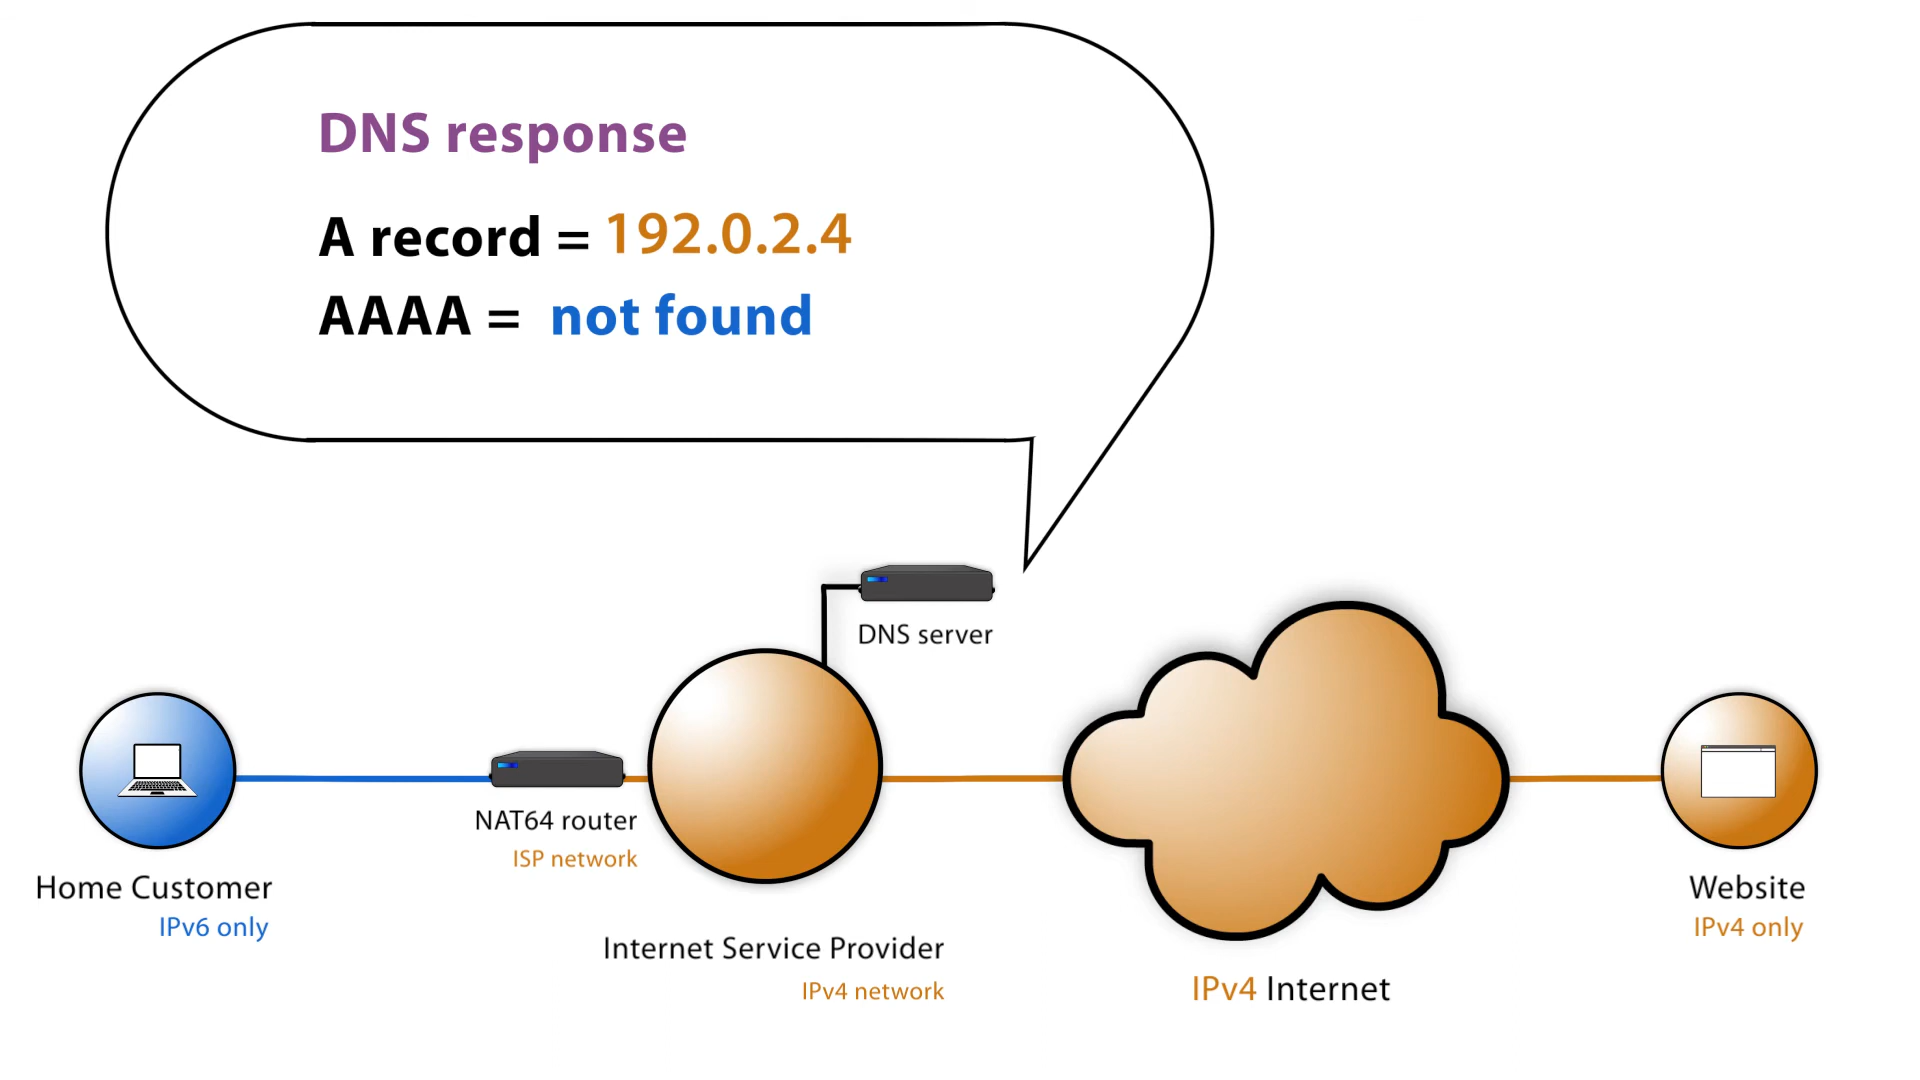 DNS response
A record = 192.0.2.4
AAAA = not found
DNS server
NAT64 router
ISP network
Home Customer
IPv6 only
Internet Service Provider
IPv4 network
IPv4 Internet
Website
IPv4 only